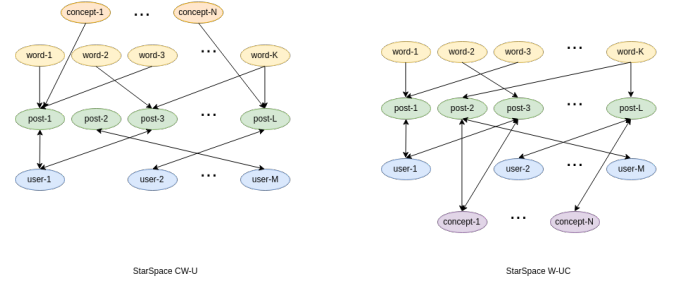 concept-1 ... concept-N
word-1 word-2 word-3 ... word-K
post-1 post-2 post-3 ... post-L
user-1 user-2 ... user-M
StarSpace CW-U
word-1 word-2 word-3 ... word-K
post-1 post-2 post-3 ... post-L
user-1 user-2 ... user-M
concept-1 ... concept-N
StarSpace W-UC